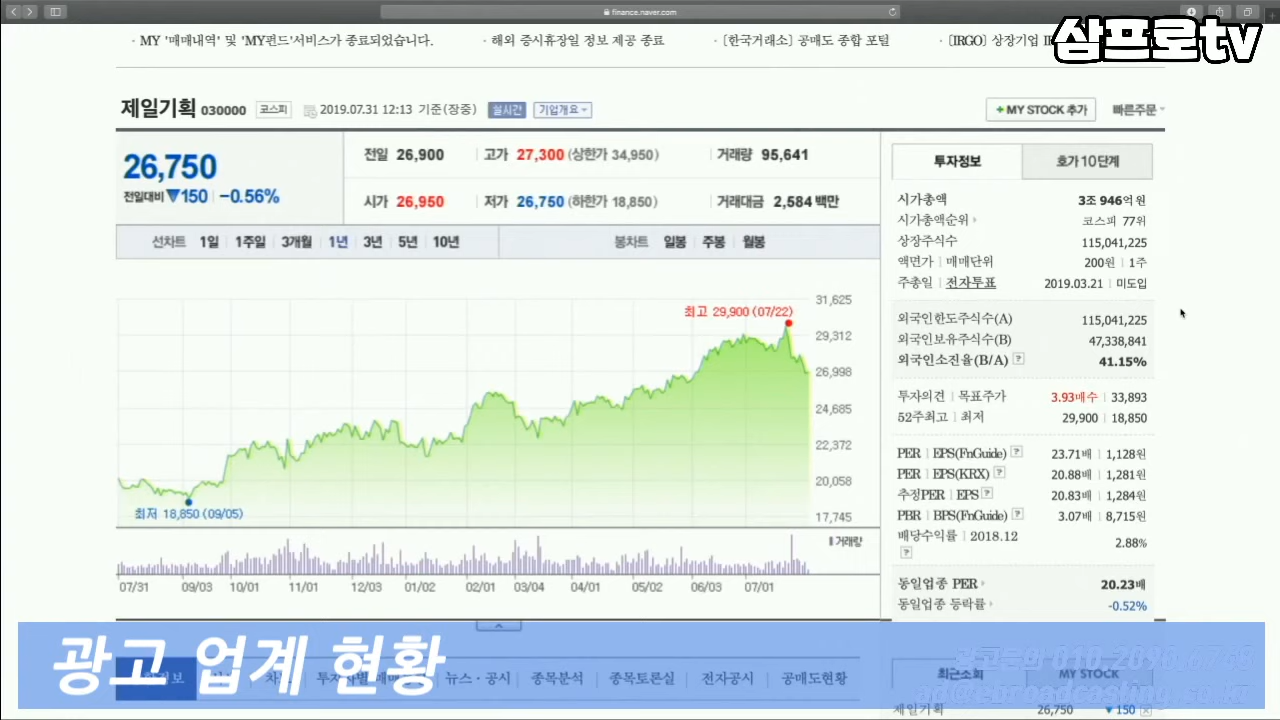 finance.naver.com
· MY '매매내역' 및 'MY펀드'서비스가 종료되었습니다. · 해외 증시휴장일 정보 제공 종료 · [한국거래소] 공매도 종합 포털 · [IRGO] 상장기업
삼프로tv
제일기획 030000 코스피 2019.07.31 12:13 기준(장중) 실시간 기업개요
+ MY STOCK 추가 빠른주문
26,750
전일대비 ▼150 | -0.56%
전일 26,900 고가 27,300 (상한가 34,950) 거래량 95,641
시가 26,950 저가 26,750 (하한가 18,850) 거래대금 2,584 백만
선차트 1일 1주일 3개월 1년 3년 5년 10년 봉차트 일봉 주봉 월봉
최고 29,900 (07/22)
31,625
29,312
26,998
24,685
22,372
20,058
17,745
최저 18,850 (09/05)
거래량
07/31 09/03 10/01 11/01 12/03 01/02 02/01 03/04 04/01 05/02 06/03 07/01
투자정보 호가 10단계
시가총액 3조 946억원
시가총액순위 코스피 77위
상장주식수 115,041,225
액면가 | 매매단위 200원 | 1주
주총일 | 전자투표 2019.03.21 | 미도입
외국인한도주식수(A) 115,041,225
외국인보유주식수(B) 47,338,841
외국인소진율(B/A) ? 41.15%
투자의견 | 목표주가 3.93매수 | 33,893
52주최고 | 최저 29,900 | 18,850
PER | EPS(FnGuide) ? 23.71배 | 1,128원
PER | EPS(KRX) ? 20.88배 | 1,281원
추정PER | EPS ? 20.83배 | 1,284원
PBR | BPS(FnGuide) ? 3.07배 | 8,715원
배당수익률 | 2018.12 ? 2.88%
동일업종 PER 20.23배
동일업종 등락률 -0.52%
광고 업계 현황
뉴스 · 공시 종목분석 종목토론실 전자공시 공매도현황
최근조회 MY STOCK
제일기획 26,750 ▼ 150